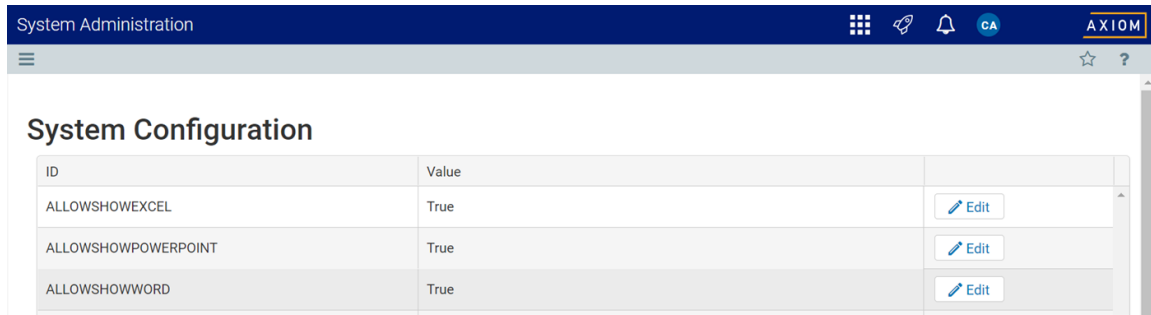 System Administration
CA
AXIOM
?
System Configuration
ID Value
ALLOWSHOWEXCEL True Edit
ALLOWSHOWPOWERPOINT True Edit
ALLOWSHOWWORD True Edit